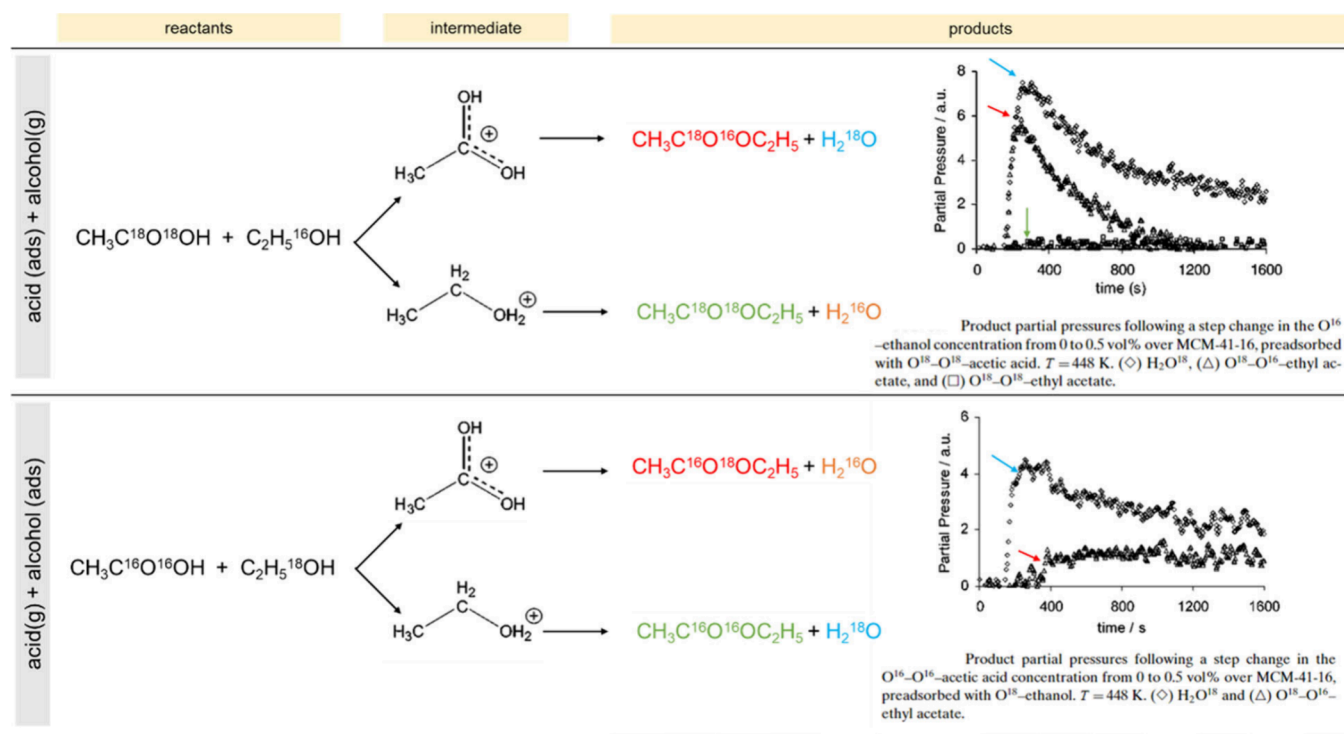 reactants
intermediate
products
acid (ads) + alcohol(g)
CH₃C¹⁸O¹⁸OH + C₂H₅¹⁶OH
OH
C
⊕
H₃C
OH
H₂
C
H₃C
OH₂
⊕
CH₃C¹⁸O¹⁶OC₂H₅ + H₂¹⁸O
CH₃C¹⁸O¹⁸OC₂H₅ + H₂¹⁶O
Partial Pressure / a.u.
8
6
4
2
0
0 400 800 1200 1600
time (s)
Product partial pressures following a step change in the O¹⁶
–ethanol concentration from 0 to 0.5 vol% over MCM-41-16, preadsorbed
with O¹⁸–O¹⁸–acetic acid. T = 448 K. (◇) H₂O¹⁸, (△) O¹⁸–O¹⁶–ethyl ac-
etate, and (□) O¹⁸–O¹⁸–ethyl acetate.
acid(g) + alcohol (ads)
CH₃C¹⁶O¹⁶OH + C₂H₅¹⁸OH
OH
C
⊕
H₃C
OH
H₂
C
H₃C
OH₂
⊕
CH₃C¹⁶O¹⁸OC₂H₅ + H₂¹⁶O
CH₃C¹⁶O¹⁶OC₂H₅ + H₂¹⁸O
Partial Pressure / a.u.
6
4
2
0
0 400 800 1200 1600
time / s
Product partial pressures following a step change in the
O¹⁶–O¹⁶–acetic acid concentration from 0 to 0.5 vol% over MCM-41-16,
preadsorbed with O¹⁸–ethanol. T = 448 K. (◇) H₂O¹⁸ and (△) O¹⁸–O¹⁶–
ethyl acetate.